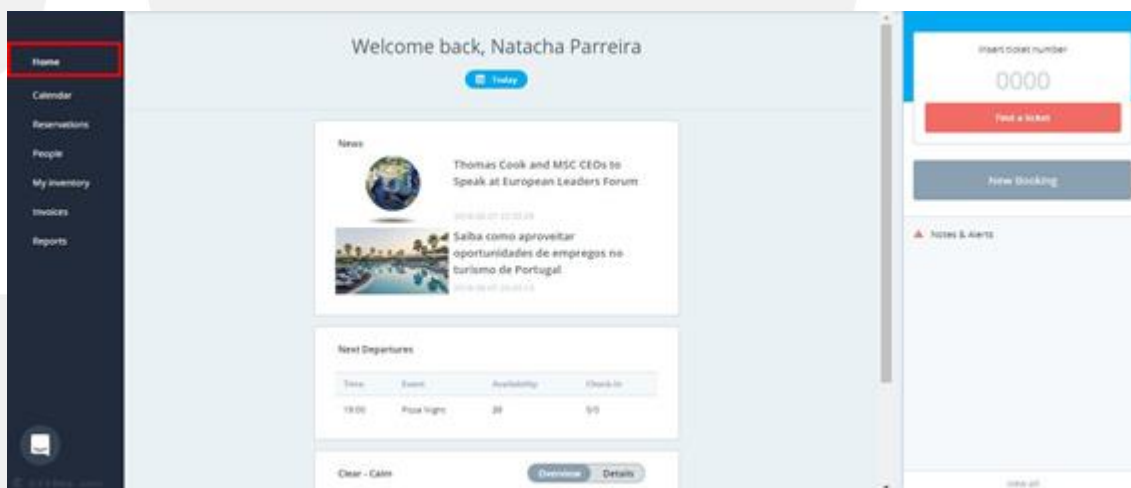 Home
Calendar
Reservations
People
My inventory
Invoices
Reports
Welcome back, Natacha Parreira
Today
News
Thomas Cook and MSC CEOs to
Speak at European Leaders Forum
Saiba como aproveitar
oportunidades de empregos no
turismo de Portugal
Next Departures
Time Event Availability Check-in
19:00 Pizza Night 20 5/5
Clear - Calm
Overview Details
Insert ticket number
0000
Find a ticket
New Booking
Notes & Alerts
view all